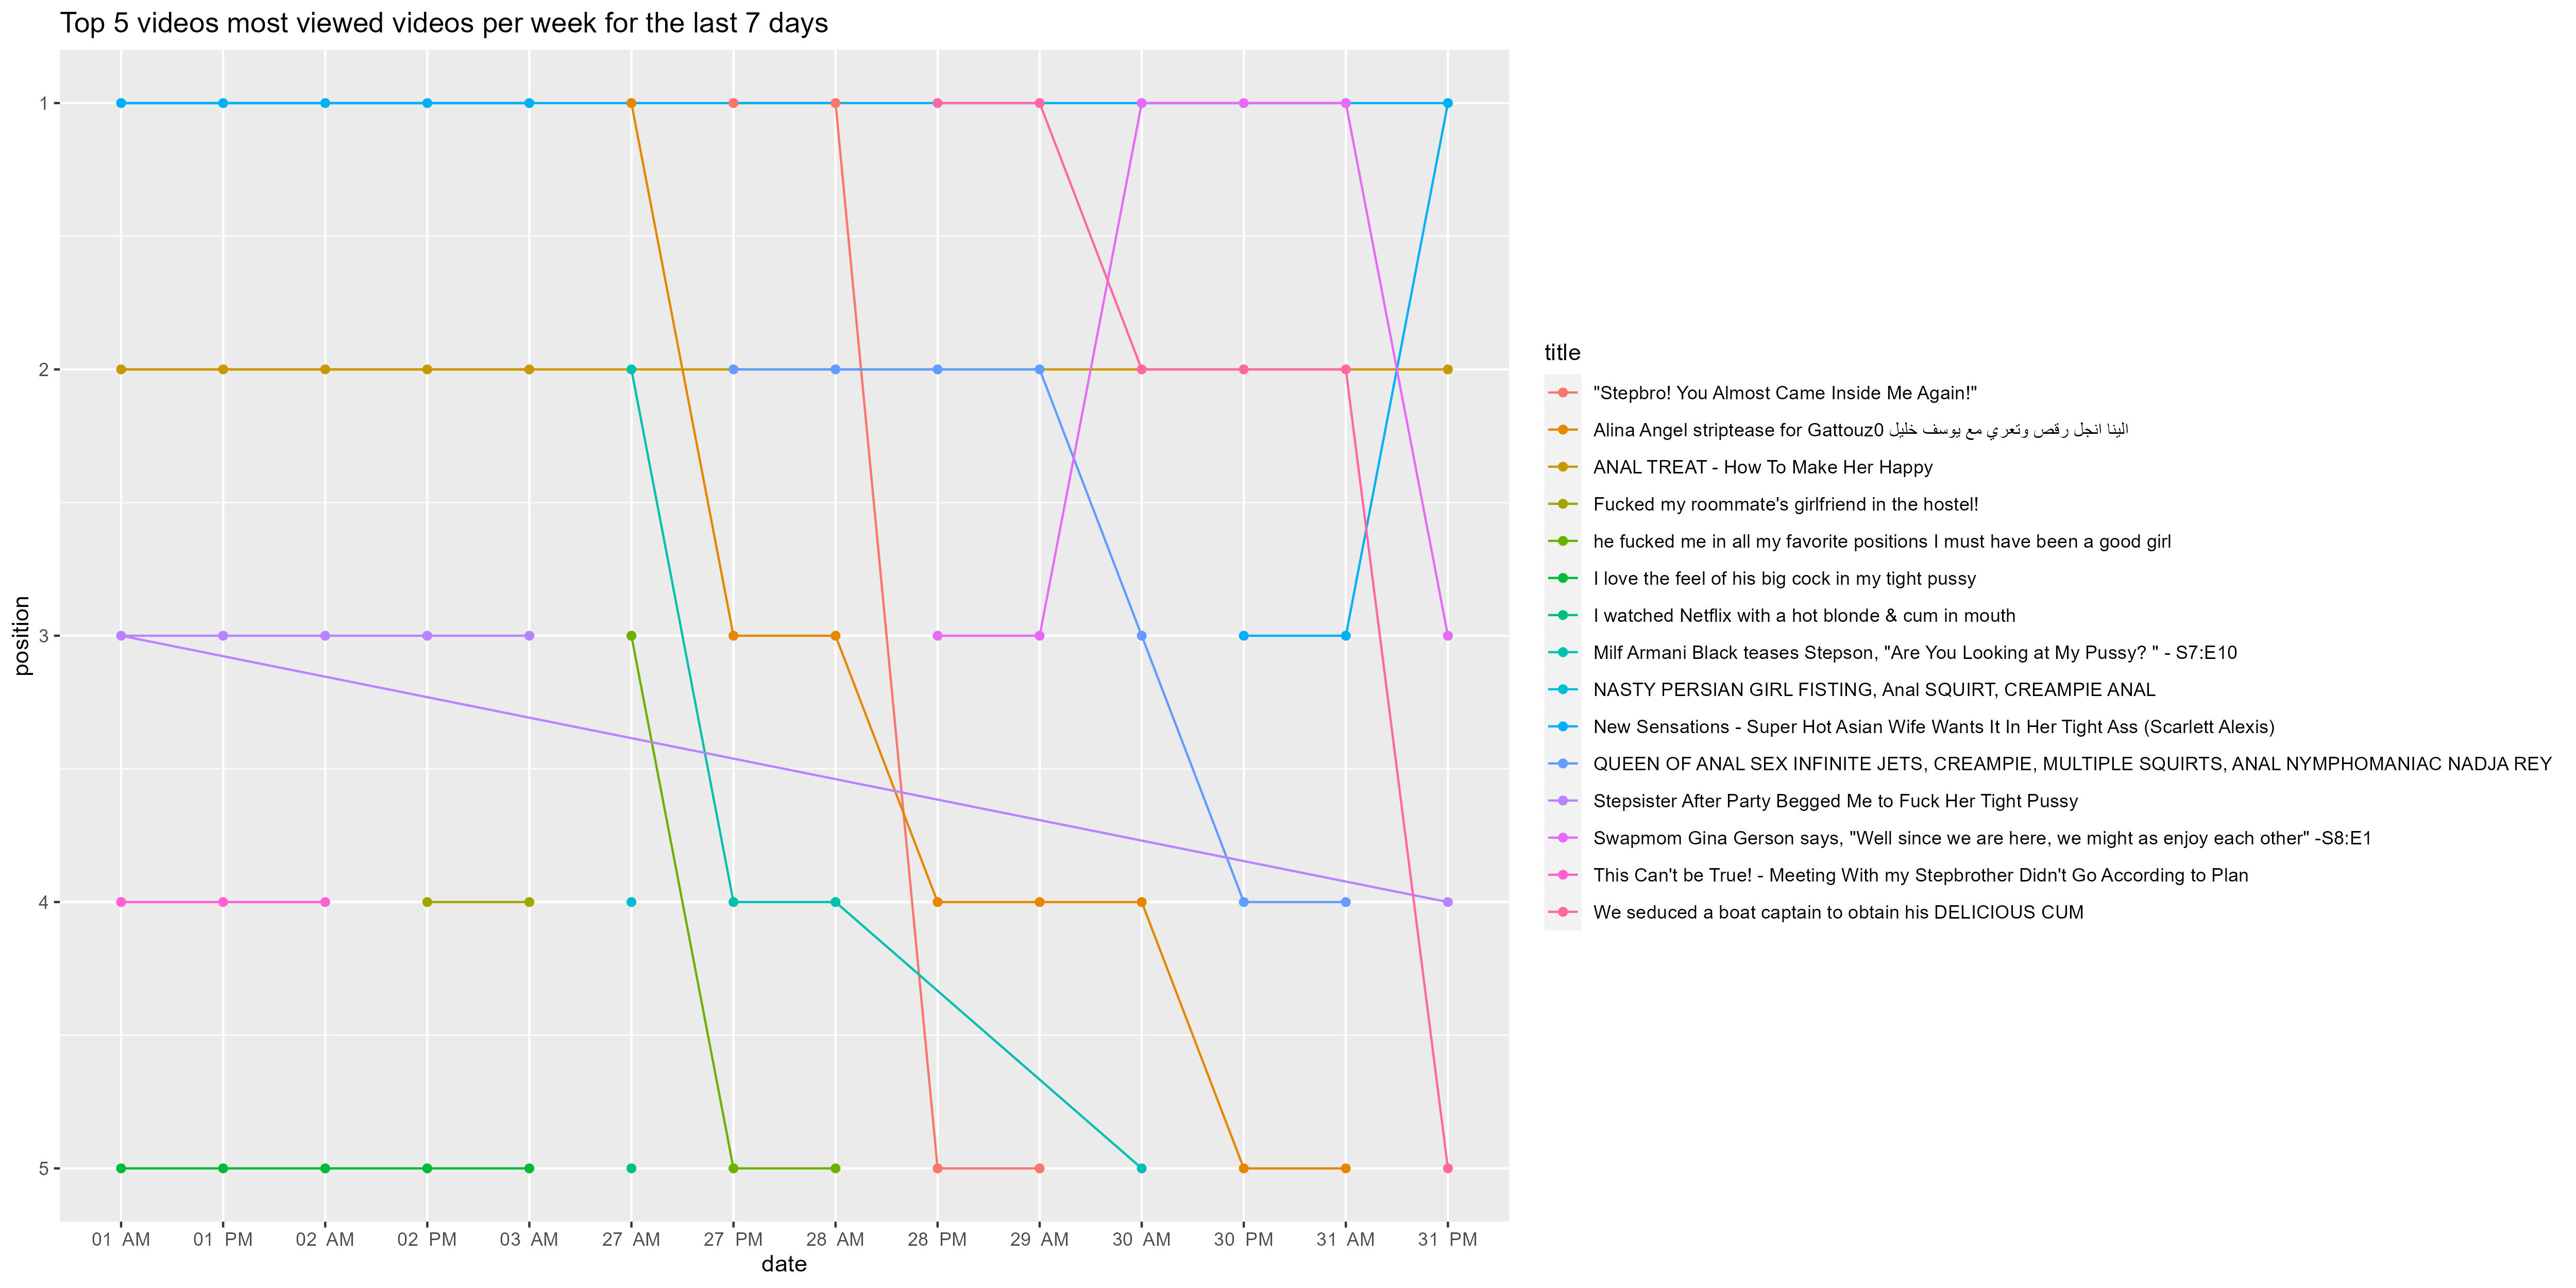 Top 5 videos most viewed videos per week for the last 7 days
position
1
2
3
4
5
01 AM
01 PM
02 AM
02 PM
03 AM
27 AM
27 PM
28 AM
28 PM
29 AM
30 AM
30 PM
31 AM
31 PM
date
title
"Stepbro! You Almost Came Inside Me Again!"
Alina Angel striptease for Gattouz0 الينا انجل رقص وتعري مع يوسف خليل
ANAL TREAT - How To Make Her Happy
Fucked my roommate's girlfriend in the hostel!
he fucked me in all my favorite positions I must have been a good girl
I love the feel of his big cock in my tight pussy
I watched Netflix with a hot blonde & cum in mouth
Milf Armani Black teases Stepson, "Are You Looking at My Pussy? " - S7:E10
NASTY PERSIAN GIRL FISTING, Anal SQUIRT, CREAMPIE ANAL
New Sensations - Super Hot Asian Wife Wants It In Her Tight Ass (Scarlett Alexis)
QUEEN OF ANAL SEX INFINITE JETS, CREAMPIE, MULTIPLE SQUIRTS, ANAL NYMPHOMANIAC NADJA REY
Stepsister After Party Begged Me to Fuck Her Tight Pussy
Swapmom Gina Gerson says, "Well since we are here, we might as enjoy each other" -S8:E1
This Can't be True! - Meeting With my Stepbrother Didn't Go According to Plan
We seduced a boat captain to obtain his DELICIOUS CUM